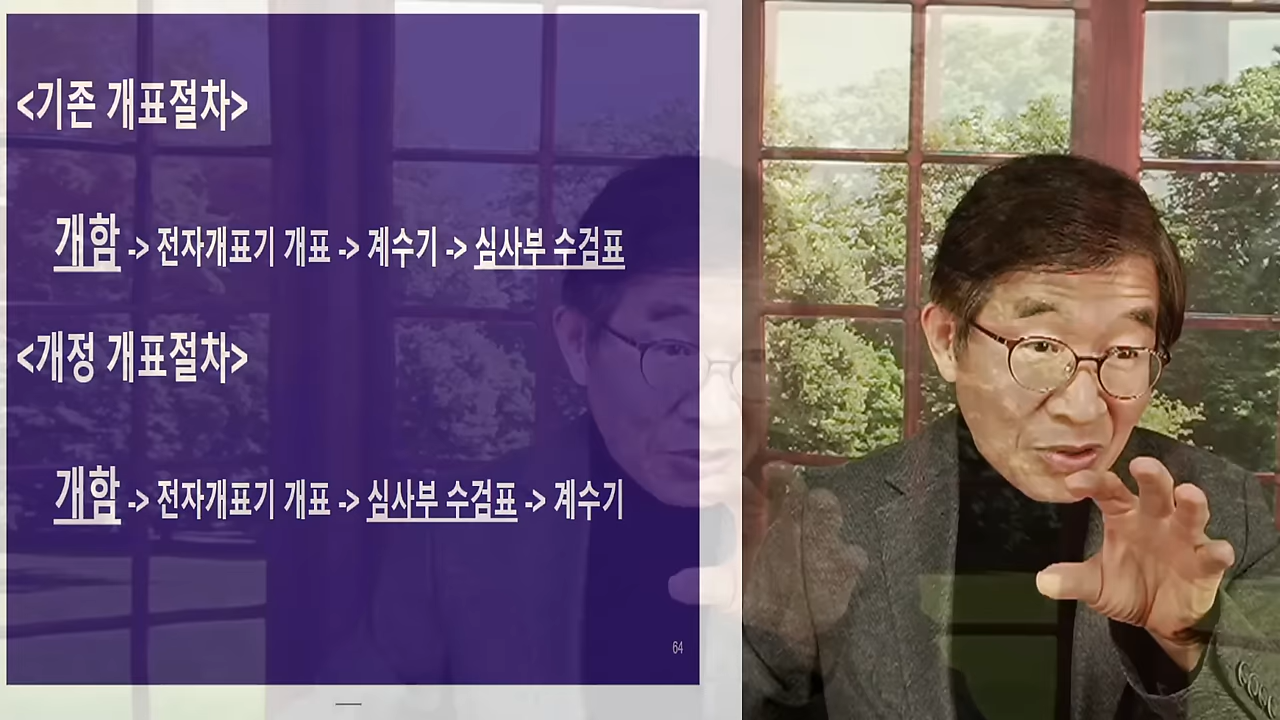 <기존 개표절차>
개함 -> 전자개표기 개표 -> 계수기 -> 심사부 수검표
<개정 개표절차>
개함 -> 전자개표기 개표 -> 심사부 수검표 -> 계수기
64